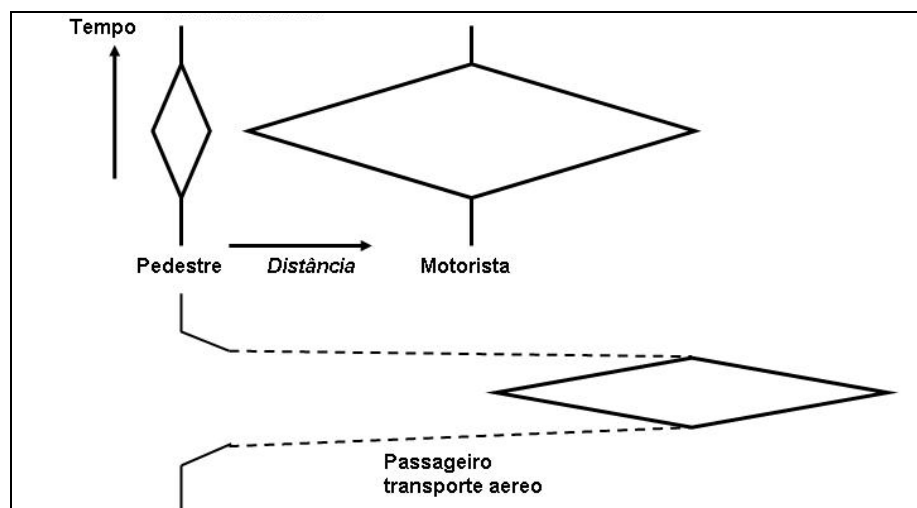 Tempo
Pedestre
Distância
Motorista
Passageiro
transporte aereo